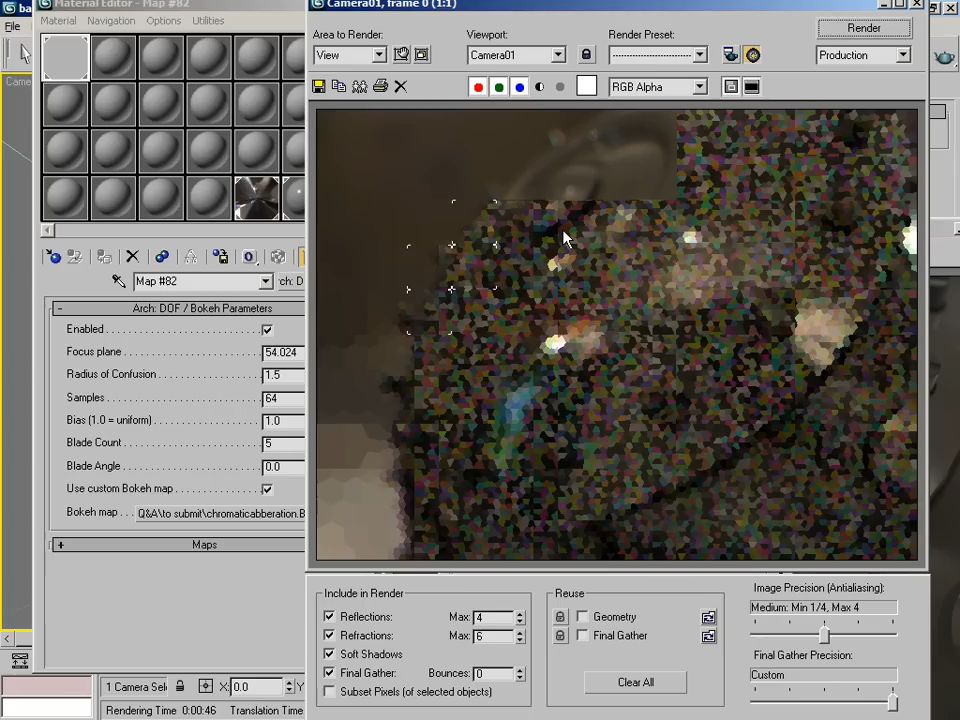 Material Editor - Map #82
Camera01, frame 0 (1:1)
ba
File
Material Navigation Options Utilities
Area to Render:
View
Viewport:
Camera01
Render Preset:
Render
Production
RGB Alpha
Came
Map #82
rch: D
- Arch: DOF / Bokeh Parameters
Enabled
Focus plane 54.024
Radius of Confusion 1.5
Samples 64
Bias (1.0 = uniform) 1.0
Blade Count 5
Blade Angle 0.0
Use custom Bokeh map
Bokeh map Q&A\to submit\chromaticabberation.B
+ Maps
Include in Render
Reflections: Max: 4
Refractions: Max: 6
Soft Shadows
Final Gather: Bounces: 0
Subset Pixels (of selected objects)
Reuse
Geometry
Final Gather
Clear All
Image Precision (Antialiasing):
Medium: Min 1/4, Max 4
Final Gather Precision:
Custom
1 Camera Sel
X: 0.0
Y
Rendering Time 0:00:46 Translation Time